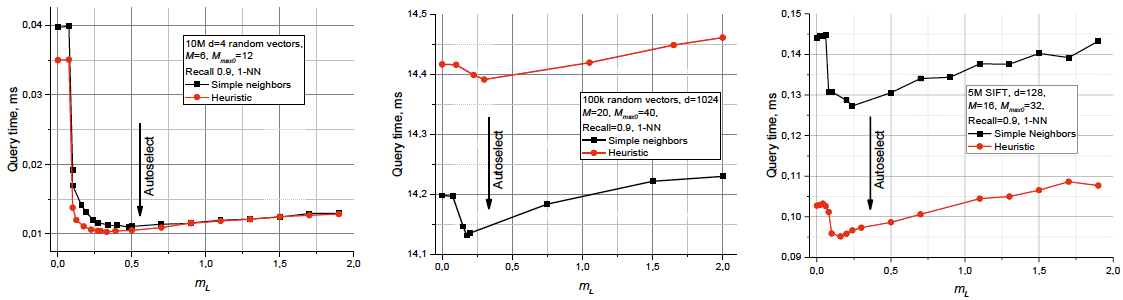 0,04
0,03
0,02
0,01
Query time, ms
10M d=4 random vectors,
M=6, Mmax0=12
Recall 0.9, 1-NN
Simple neighbors
Heuristic
Autoselect
0,0 0,5 1,0 1,5 2,0
mL
14,5
14,4
14,3
14,2
14,1
Query time, ms
100k random vectors, d=1024
M=20, Mmax0=40,
Recall=0.9, 1-NN
Simple neighbors
Heuristic
Autoselect
0,0 0,5 1,0 1,5 2,0
mL
0,15
0,14
0,13
0,12
0,11
0,10
0,09
Query time, ms
5M SIFT, d=128,
M=16, Mmax0=32,
Recall=0.9, 1-NN
Simple Neighbors
Heuristic
Autoselect
0,0 0,5 1,0 1,5 2,0
mL